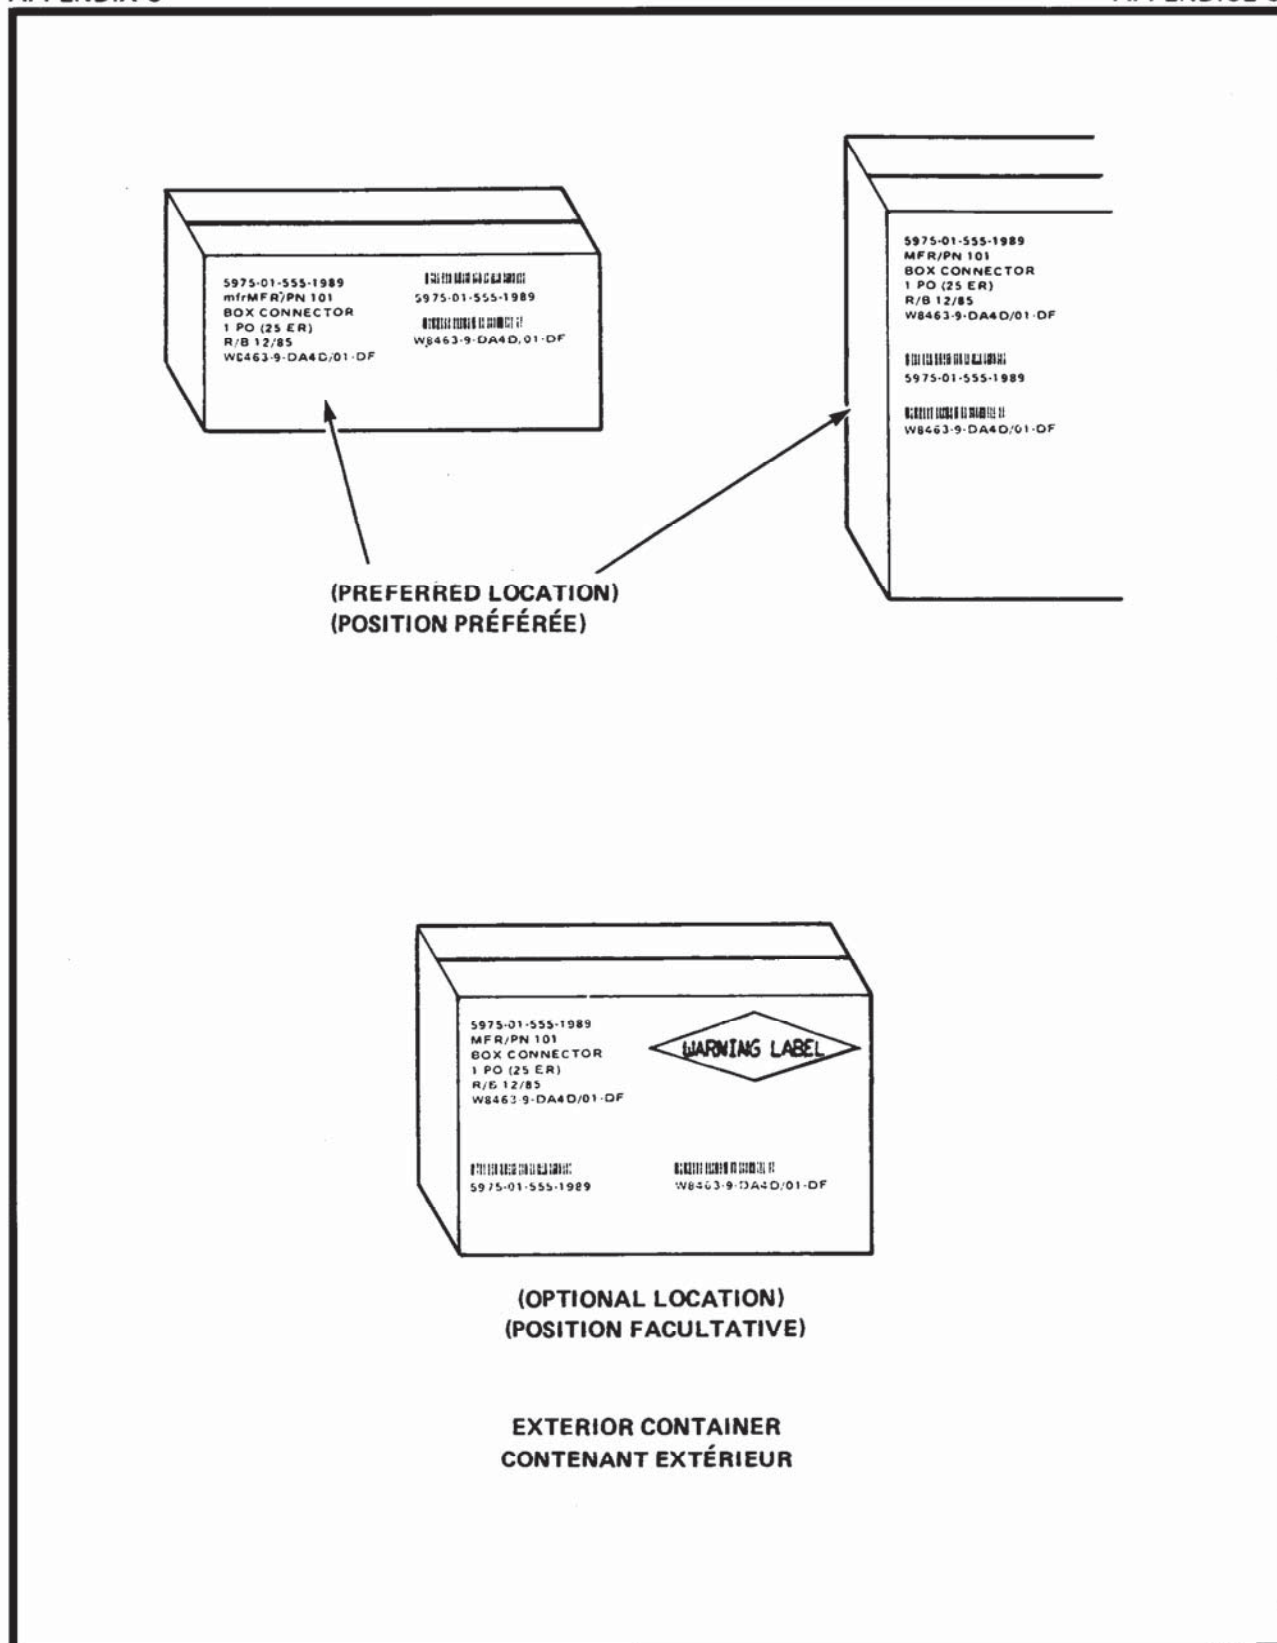 5975-01-555-1989
mfrMFR/PN 101
BOX CONNECTOR
1 PO (25 ER)
R/B 12/85
W8463-9-DA4D/01-DF
5975-01-555-1989
W8463-9-DA4D/01-DF
5975-01-555-1989
MFR/PN 101
BOX CONNECTOR
1 PO (25 ER)
R/B 12/85
W8463-9-DA4D/01-DF
5975-01-555-1989
W8463-9-DA4D/01-DF
(PREFERRED LOCATION)
(POSITION PRÉFÉRÉE)
5975-01-555-1989
MFR/PN 101
BOX CONNECTOR
1 PO (25 ER)
R/B 12/85
W8463-9-DA4D/01-DF
WARNING LABEL
5975-01-555-1989
W8463-9-DA4D/01-DF
(OPTIONAL LOCATION)
(POSITION FACULTATIVE)
EXTERIOR CONTAINER
CONTENANT EXTÉRIEUR